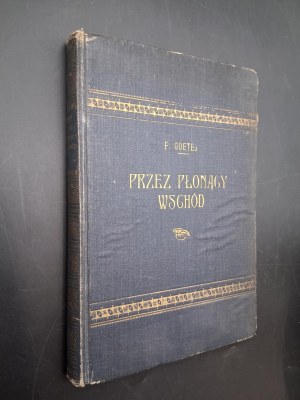 F. GOETEL
PRZEZ PŁONĄCY
WSCHÓD